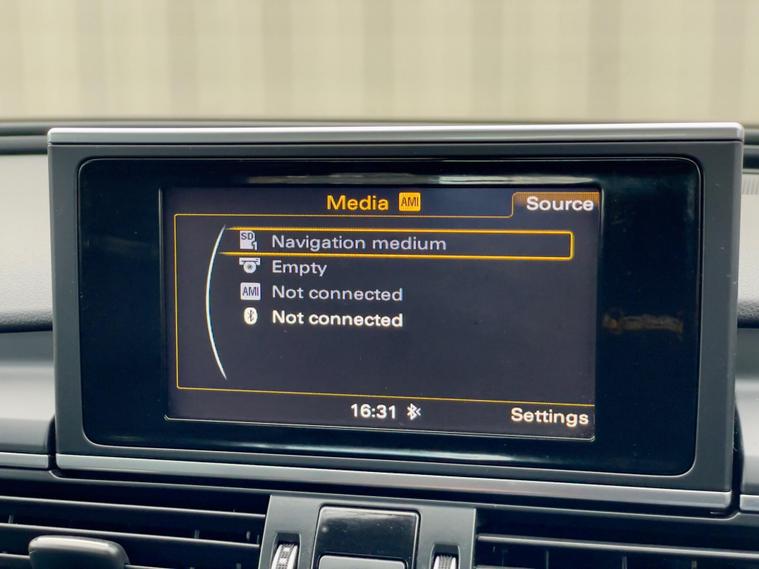 Media AMI Source
SD 1 Navigation medium
Empty
AMI Not connected
Not connected
16:31 Settings